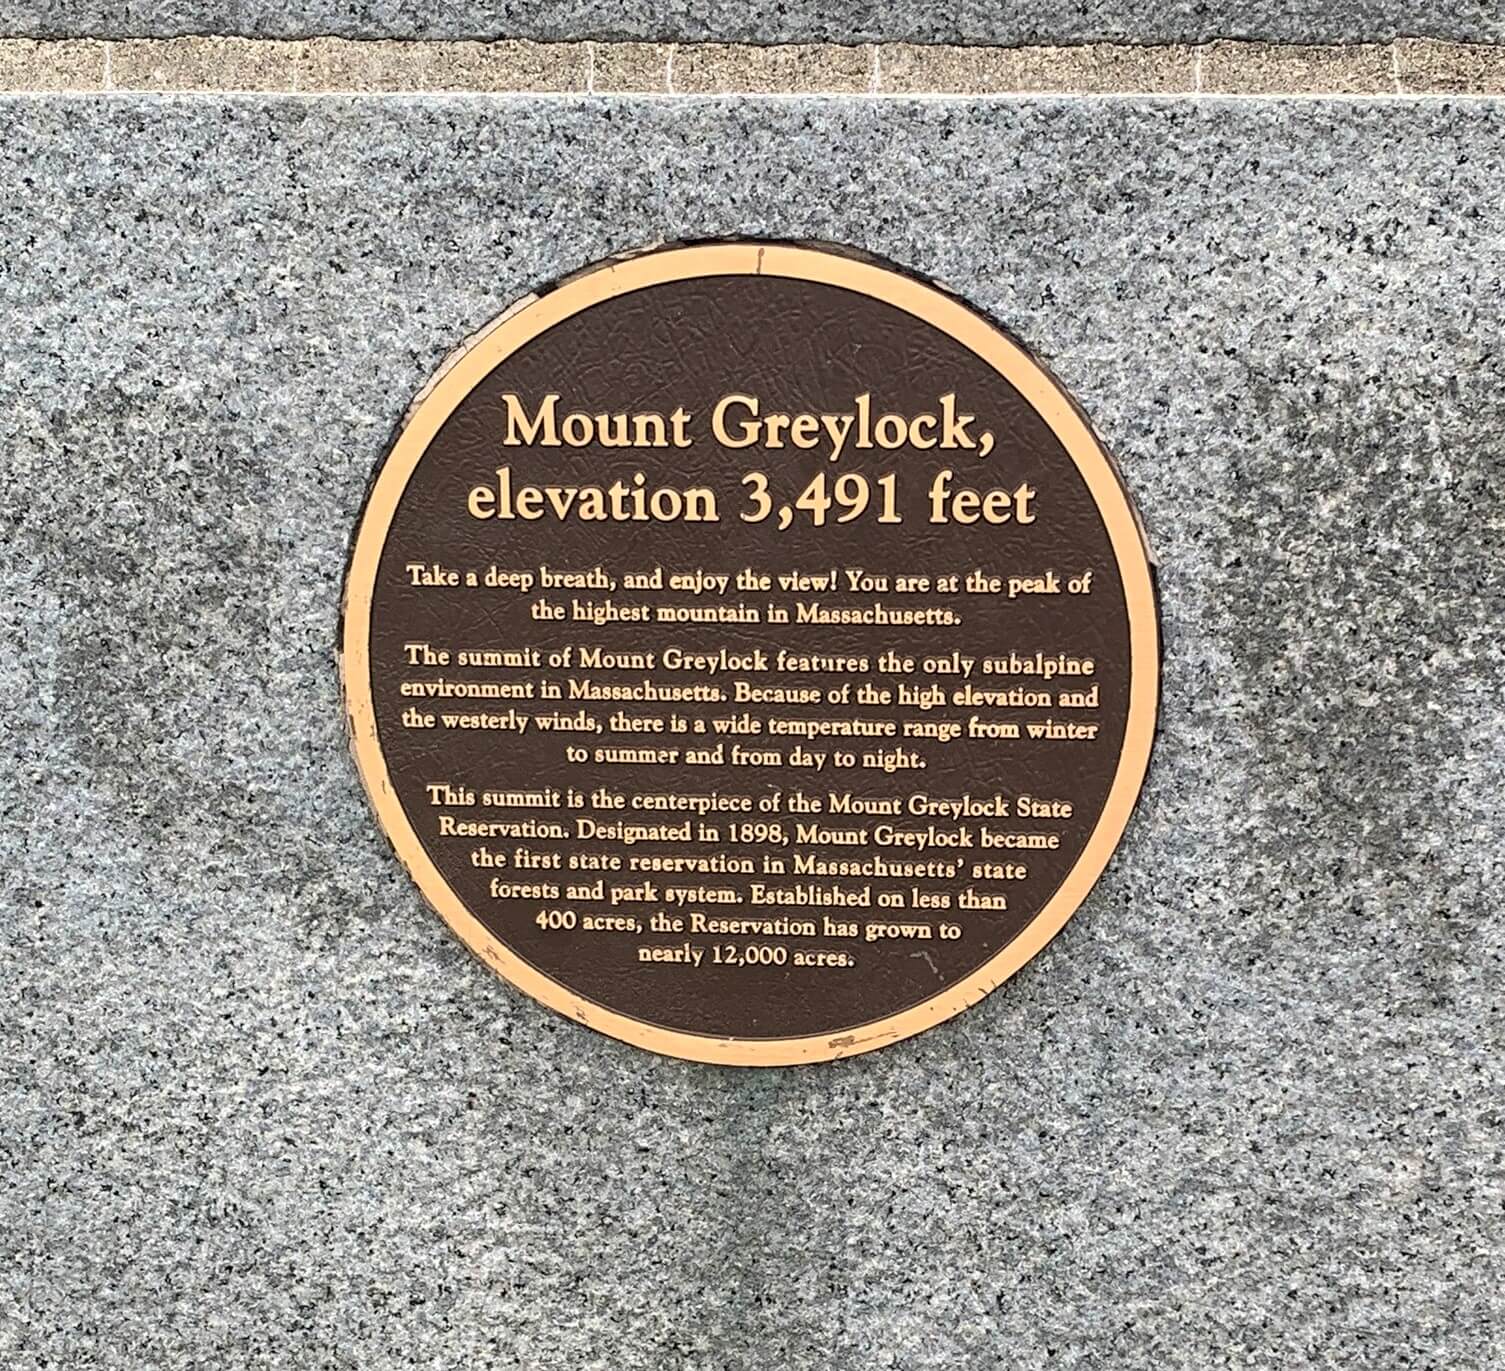 Mount Greylock,
elevation 3,491 feet
Take a deep breath, and enjoy the view! You are at the peak of
the highest mountain in Massachusetts.
The summit of Mount Greylock features the only subalpine
environment in Massachusetts. Because of the high elevation and
the westerly winds, there is a wide temperature range from winter
to summer and from day to night.
This summit is the centerpiece of the Mount Greylock State
Reservation. Designated in 1898, Mount Greylock became
the first state reservation in Massachusetts’ state
forests and park system. Established on less than
400 acres, the Reservation has grown to
nearly 12,000 acres.